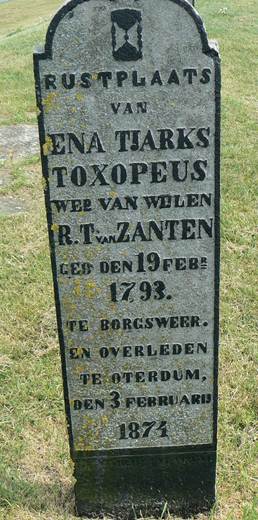 RUSTPLAATS
VAN
ENA TJARKS
TOXOPEUS
WED VAN WIJLEN
R.T. VAN ZANTEN
GEB DEN 19 FEBR
1793.
TE BORGSWEER.
EN OVERLEDEN
TE OTERDUM,
DEN 3 FEBRUARIJ
1874